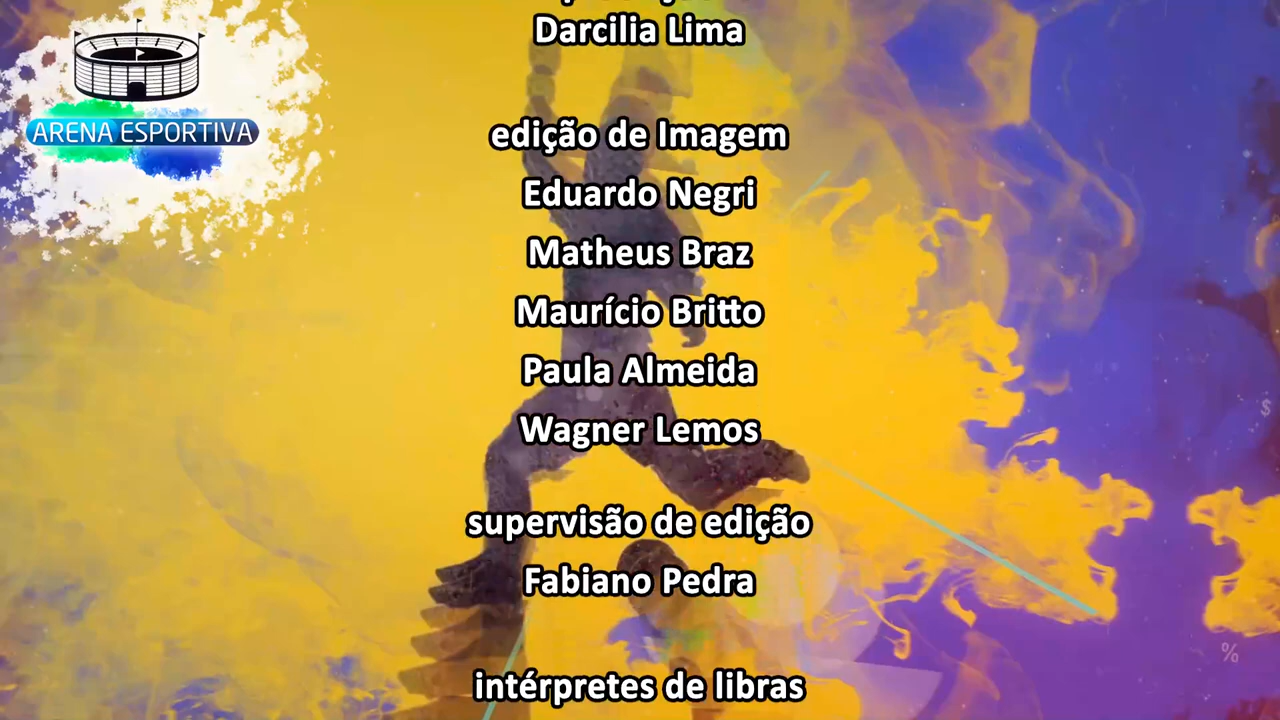 Darcilia Lima
ARENA ESPORTIVA
edição de Imagem
Eduardo Negri
Matheus Braz
Maurício Britto
Paula Almeida
Wagner Lemos
supervisão de edição
Fabiano Pedra
intérpretes de libras
$
%